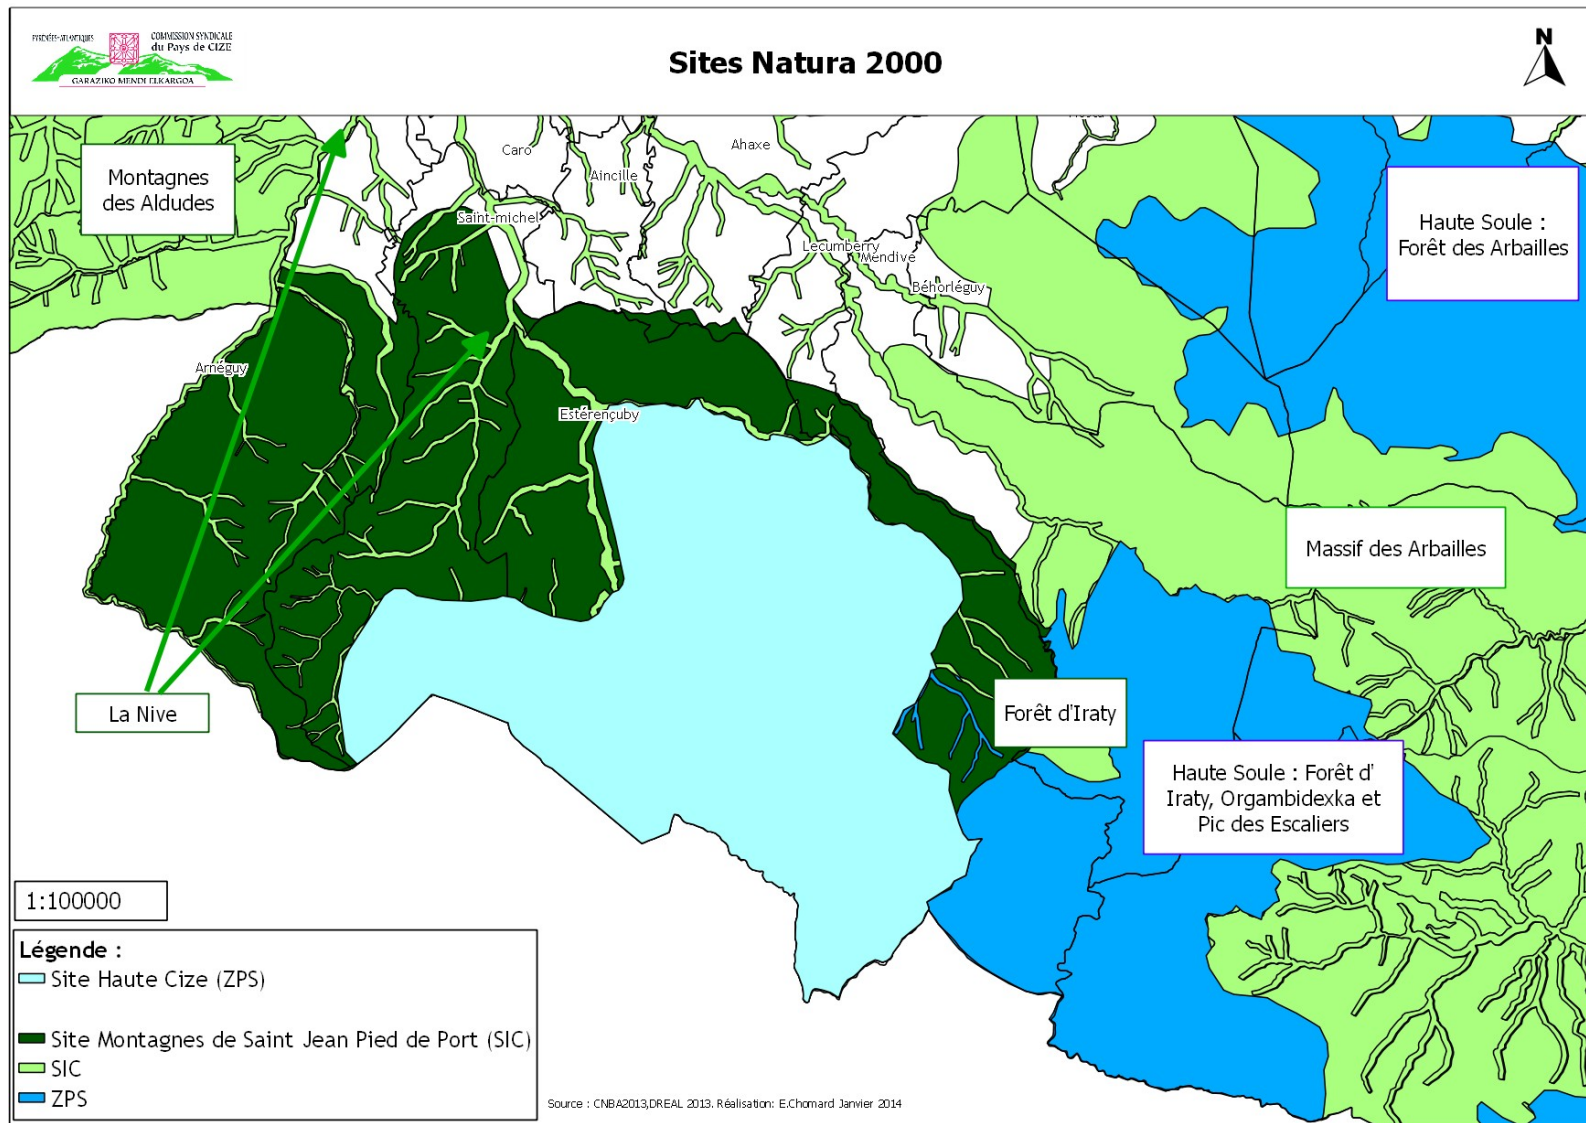 PYRÉNÉES-ATLANTIQUES
COMMISSION SYNDICALE
du Pays de CIZE
GARAZIKO MENDI ELKARGOA
Sites Natura 2000
N
Montagnes
des Aldudes
Caro
Aincille
Ahaxe
Saint-michel
Lecumberry
Mendive
Béhorléguy
Haute Soule :
Forêt des Arbailles
Arnéguy
Estérençuby
Massif des Arbailles
La Nive
Forêt d'Iraty
Haute Soule : Forêt d'
Iraty, Orgambidexka et
Pic des Escaliers
1:100000
Légende :
Site Haute Cize (ZPS)
Site Montagnes de Saint Jean Pied de Port (SIC)
SIC
ZPS
Source : CNBA2013,DREAL 2013. Réalisation: E.Chomard Janvier 2014